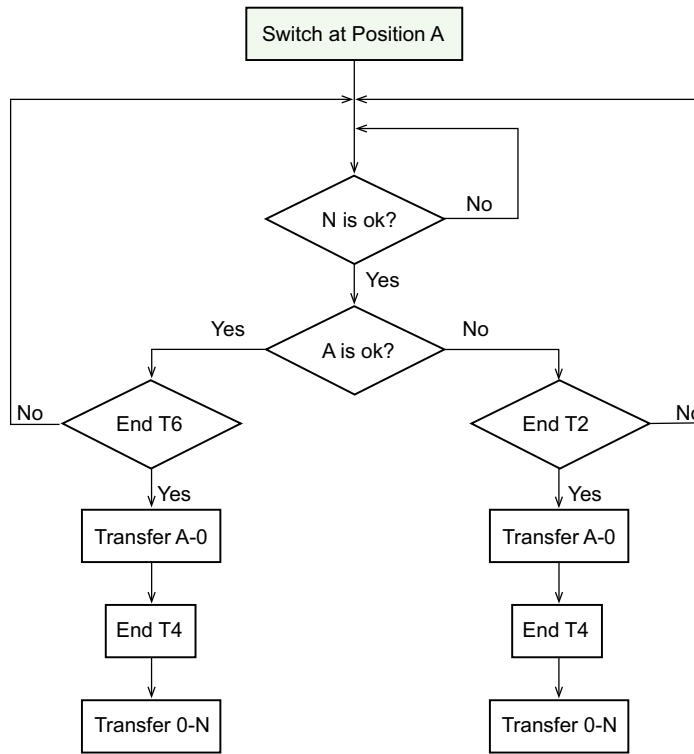 Switch at Position A
N is ok?
No
Yes
Yes
No
A is ok?
No
End T6
End T2
No
Yes
Yes
Transfer A-0
Transfer A-0
End T4
End T4
Transfer 0-N
Transfer 0-N